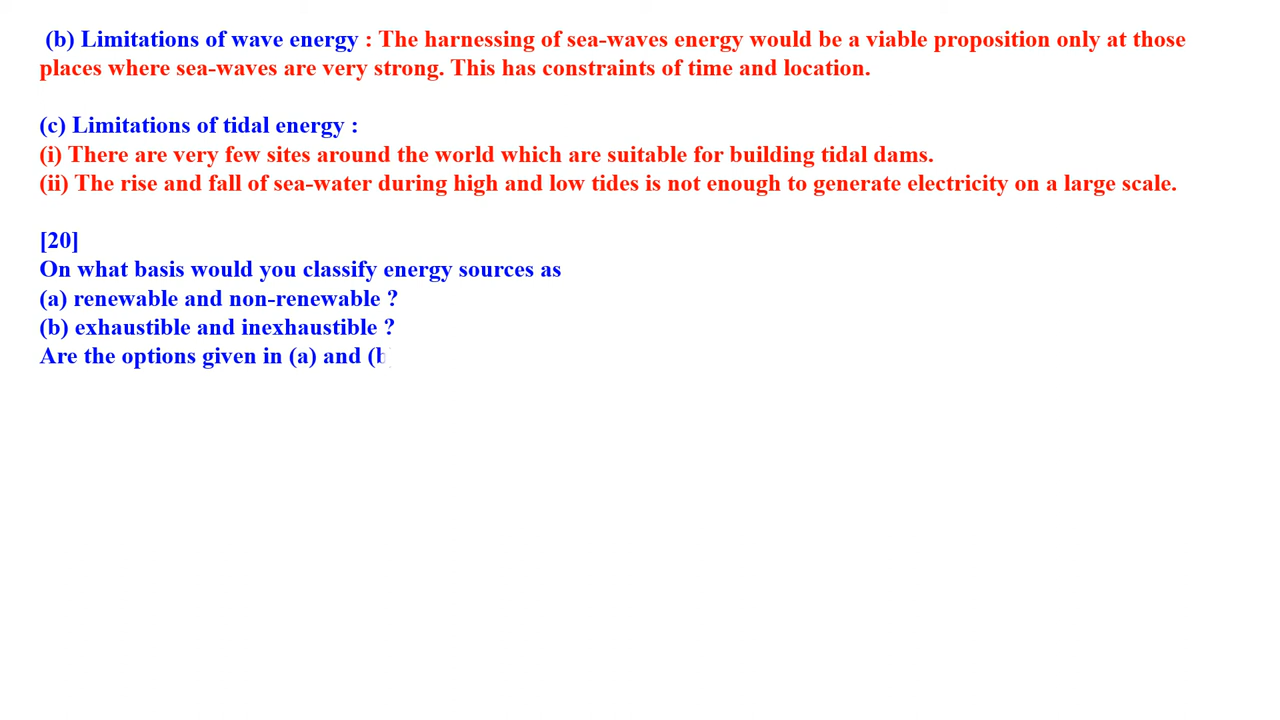 (b) Limitations of wave energy : The harnessing of sea-waves energy would be a viable proposition only at those
places where sea-waves are very strong. This has constraints of time and location.
(c) Limitations of tidal energy :
(i) There are very few sites around the world which are suitable for building tidal dams.
(ii) The rise and fall of sea-water during high and low tides is not enough to generate electricity on a large scale.
[20]
On what basis would you classify energy sources as
(a) renewable and non-renewable ?
(b) exhaustible and inexhaustible ?
Are the options given in (a) and (b